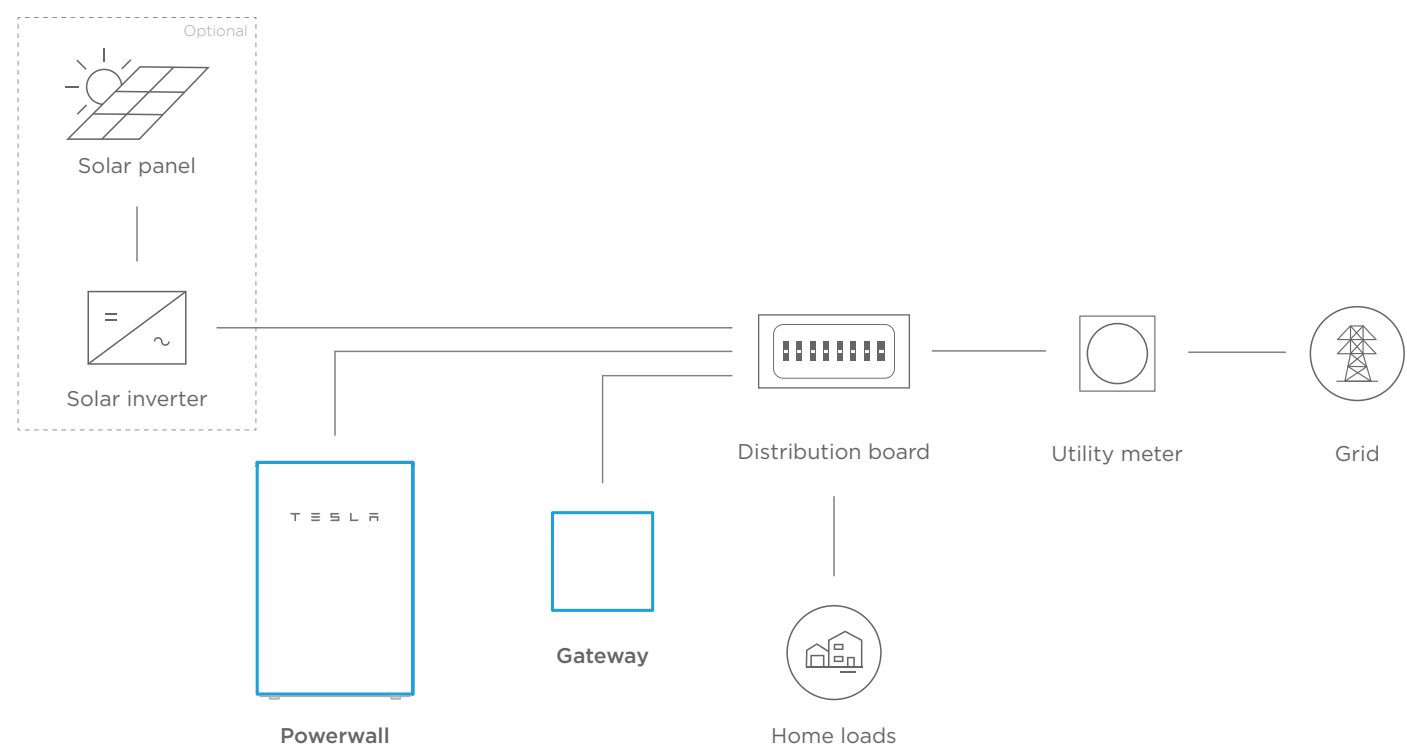 Optional
Solar panel
Solar inverter
Distribution board
Utility meter
Grid
TESLA
Gateway
Powerwall
Home loads